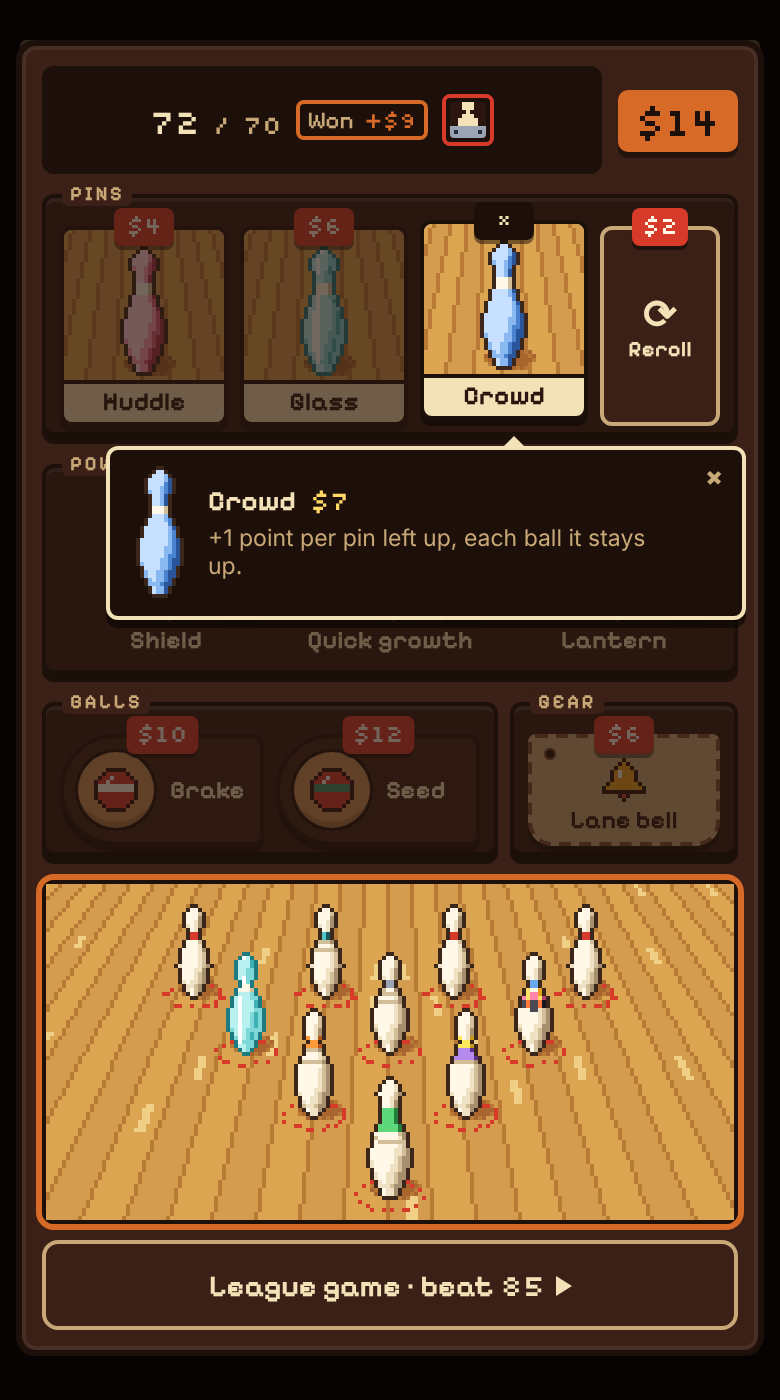 72 / 70 Won +$9
$14
PINS
$4 $6 × $2
Huddle Glass Crowd Reroll
POW
Crowd $7 ×
+1 point per pin left up, each ball it stays
up.
Shield Quick growth Lantern
BALLS GEAR
$10 $12 $6
Brake Seed Lane bell
League game · beat 85 ▶